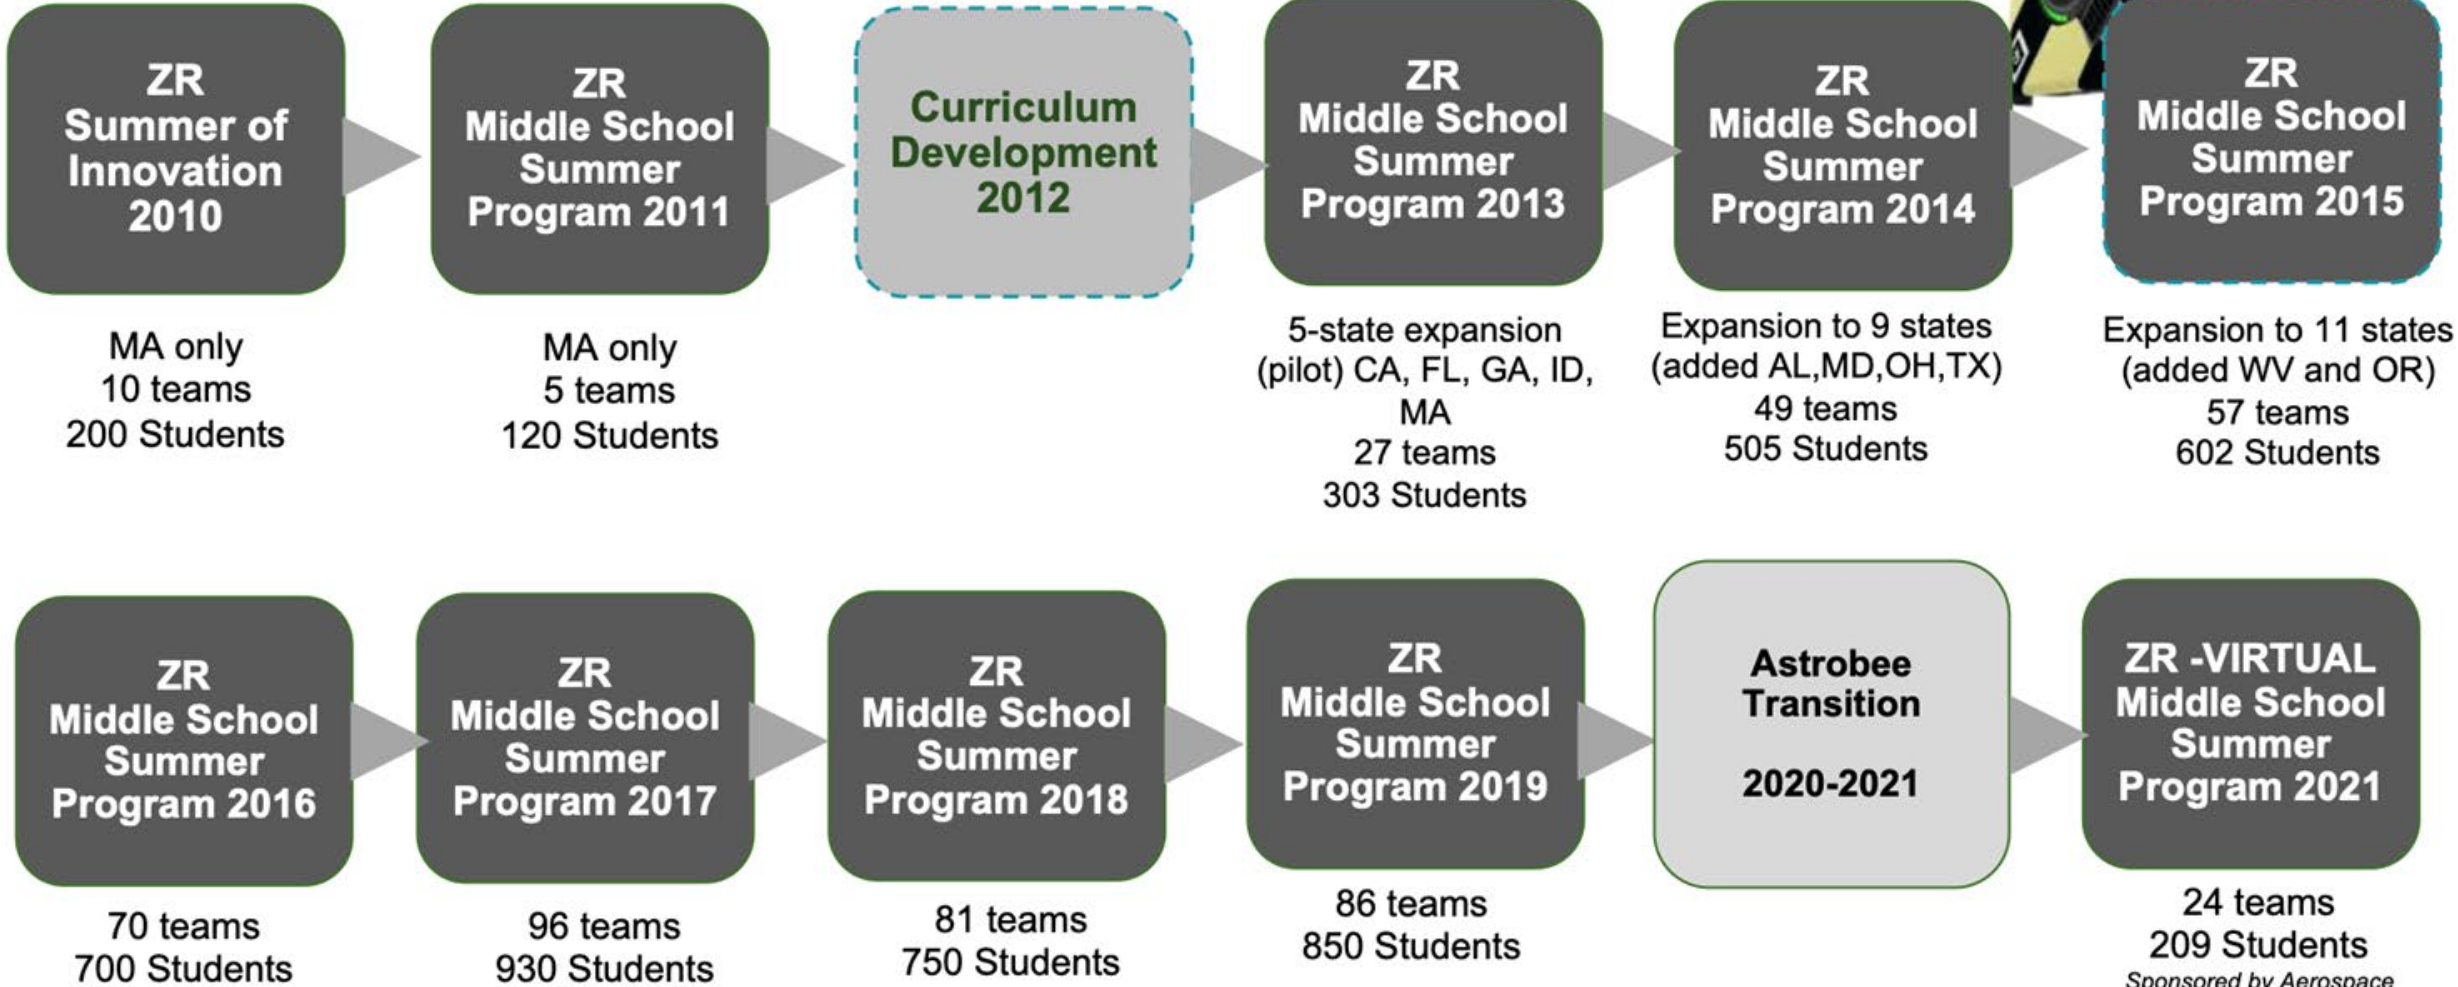 ZR
Summer of
Innovation
2010
MA only
10 teams
200 Students
ZR
Middle School
Summer
Program 2011
MA only
5 teams
120 Students
Curriculum
Development
2012
ZR
Middle School
Summer
Program 2013
5-state expansion
(pilot) CA, FL, GA, ID,
MA
27 teams
303 Students
ZR
Middle School
Summer
Program 2014
Expansion to 9 states
(added AL,MD,OH,TX)
49 teams
505 Students
ZR
Middle School
Summer
Program 2015
Expansion to 11 states
(added WV and OR)
57 teams
602 Students
ZR
Middle School
Summer
Program 2016
70 teams
700 Students
ZR
Middle School
Summer
Program 2017
96 teams
930 Students
ZR
Middle School
Summer
Program 2018
81 teams
750 Students
ZR
Middle School
Summer
Program 2019
86 teams
850 Students
Astrobee
Transition
2020-2021
ZR -VIRTUAL
Middle School
Summer
Program 2021
24 teams
209 Students
Sponsored by Aerospace